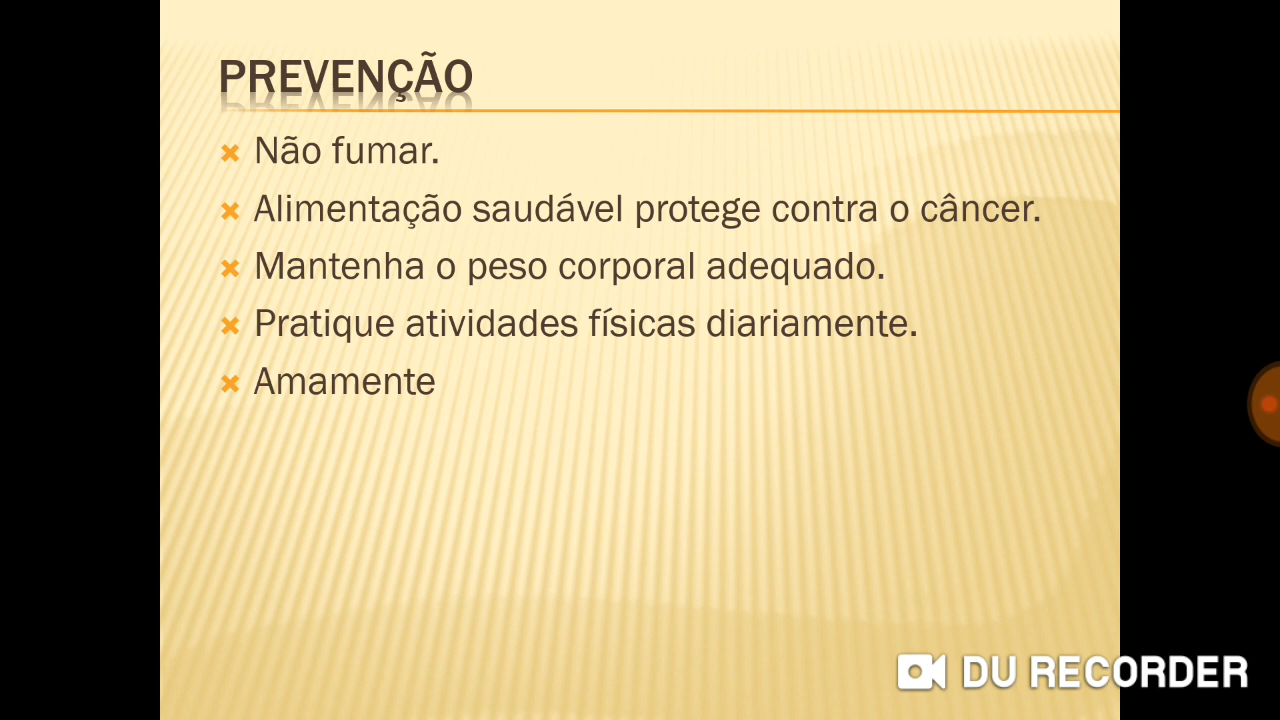 PREVENÇÃO
Não fumar.
Alimentação saudável protege contra o câncer.
Mantenha o peso corporal adequado.
Pratique atividades físicas diariamente.
Amamente
DU RECORDER